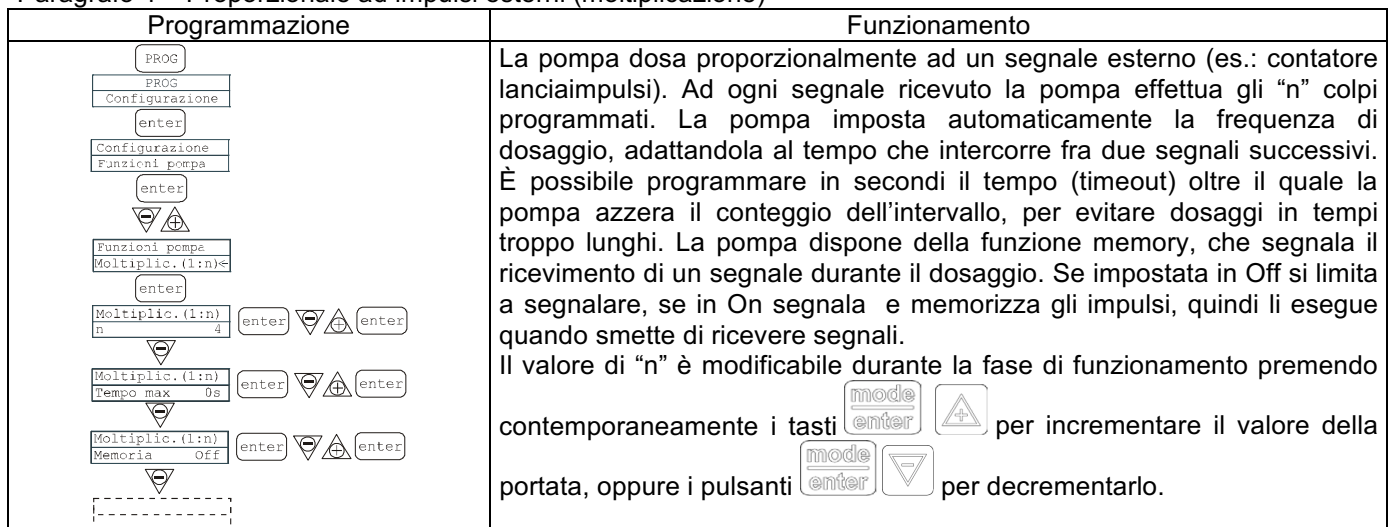 Programmazione
Funzionamento
PROG
PROG
Configurazione
enter
Configurazione
Funzioni pompa
enter
Funzioni pompa
Moltiplic.(1:n)←
enter
Moltiplic.(1:n)
n 4
enter enter
Moltiplic.(1:n)
Tempo max 0s
enter enter
Moltiplic.(1:n)
Memoria Off
enter enter
La pompa dosa proporzionalmente ad un segnale esterno (es.: contatore
lanciaimpulsi). Ad ogni segnale ricevuto la pompa effettua gli “n” colpi
programmati. La pompa imposta automaticamente la frequenza di
dosaggio, adattandola al tempo che intercorre fra due segnali successivi.
È possibile programmare in secondi il tempo (timeout) oltre il quale la
pompa azzera il conteggio dell’intervallo, per evitare dosaggi in tempi
troppo lunghi. La pompa dispone della funzione memory, che segnala il
ricevimento di un segnale durante il dosaggio. Se impostata in Off si limita
a segnalare, se in On segnala e memorizza gli impulsi, quindi li esegue
quando smette di ricevere segnali.
Il valore di “n” è modificabile durante la fase di funzionamento premendo
contemporaneamente i tasti mode enter + per incrementare il valore della
portata, oppure i pulsanti mode enter − per decrementarlo.